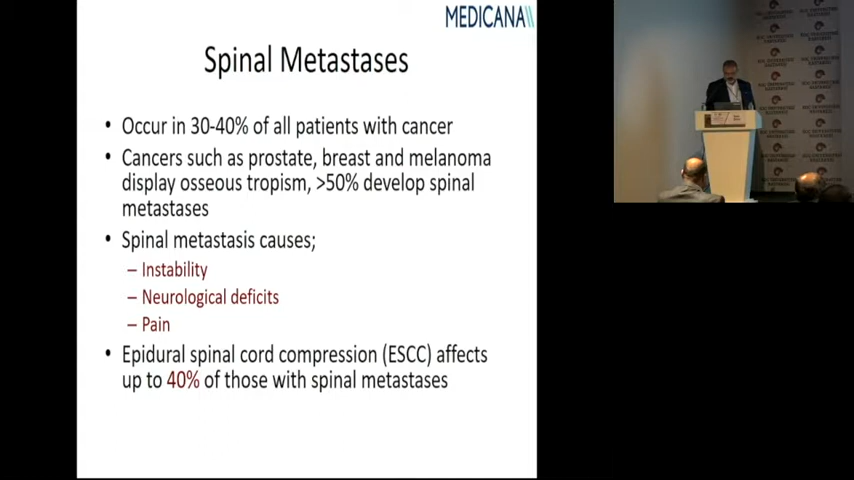 MEDICANA
Spinal Metastases
• Occur in 30-40% of all patients with cancer
• Cancers such as prostate, breast and melanoma
display osseous tropism, >50% develop spinal
metastases
• Spinal metastasis causes;
– Instability
– Neurological deficits
– Pain
• Epidural spinal cord compression (ESCC) affects
up to 40% of those with spinal metastases